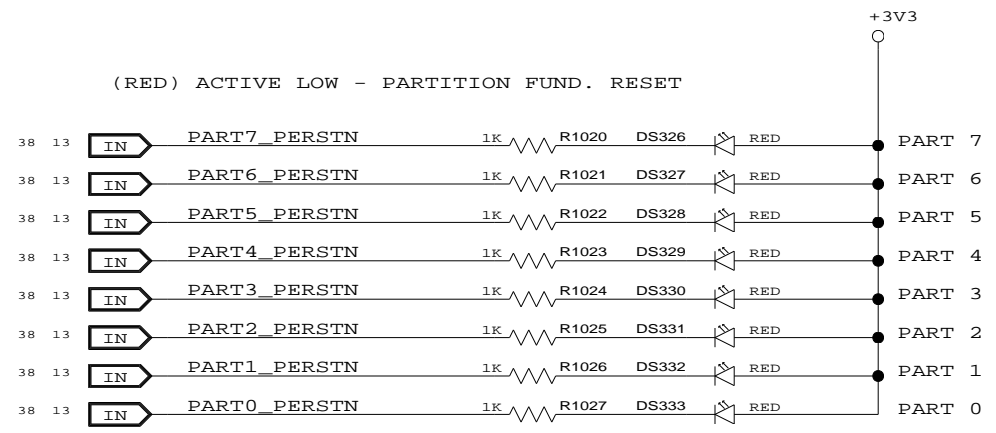 +3V3
(RED) ACTIVE LOW - PARTITION FUND. RESET
38 13 IN PART7_PERSTN 1K R1020 DS326 RED PART 7
38 13 IN PART6_PERSTN 1K R1021 DS327 RED PART 6
38 13 IN PART5_PERSTN 1K R1022 DS328 RED PART 5
38 13 IN PART4_PERSTN 1K R1023 DS329 RED PART 4
38 13 IN PART3_PERSTN 1K R1024 DS330 RED PART 3
38 13 IN PART2_PERSTN 1K R1025 DS331 RED PART 2
38 13 IN PART1_PERSTN 1K R1026 DS332 RED PART 1
38 13 IN PART0_PERSTN 1K R1027 DS333 RED PART 0